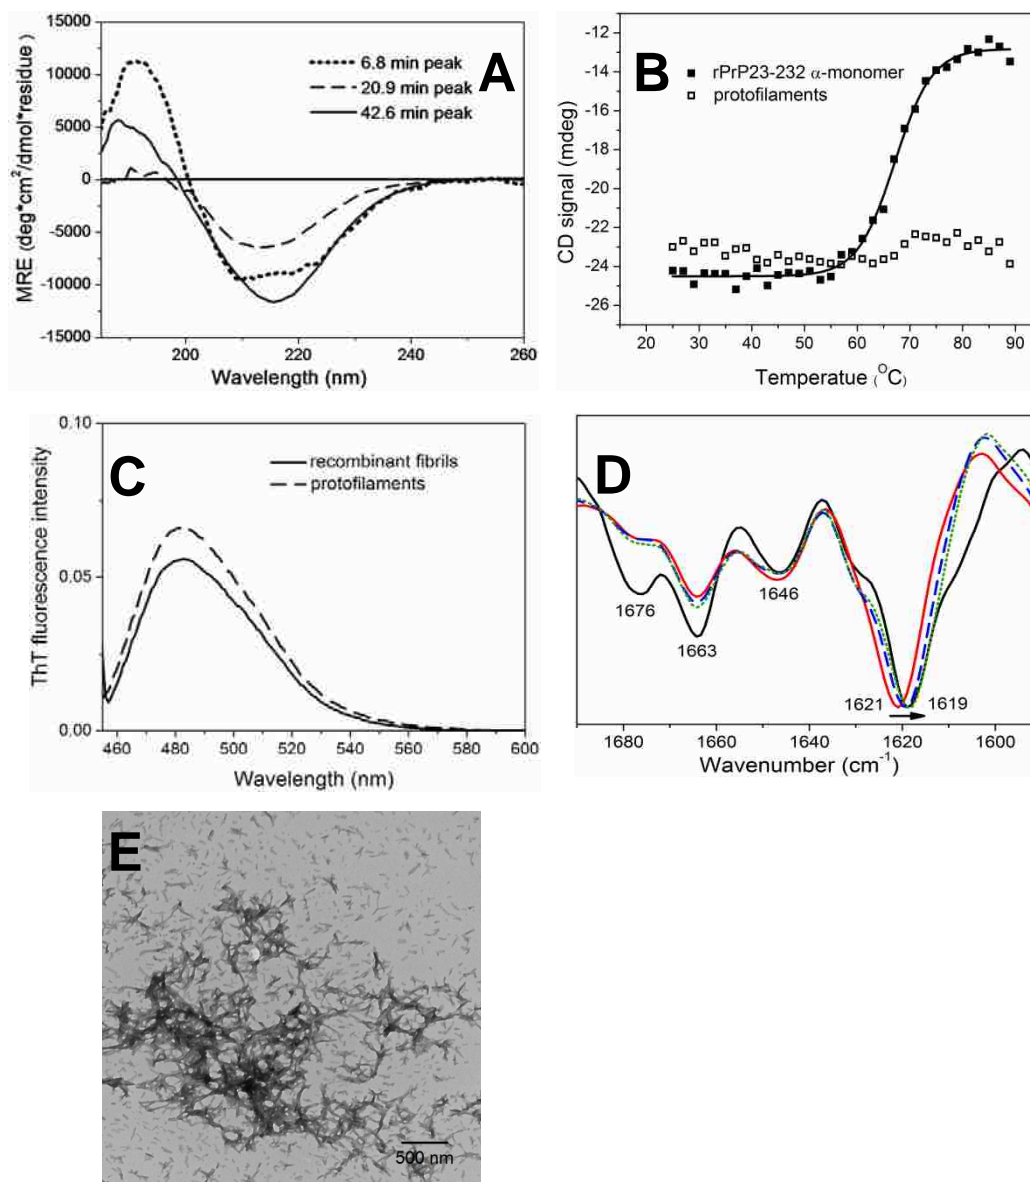 A
6.8 min peak
20.9 min peak
42.6 min peak
MRE (deg*cm²/dmol*residue)
15000
10000
5000
0
-5000
-10000
-15000
200
220
240
260
Wavelength (nm)
B
rPrP23-232 α-monomer
protofilaments
CD signal (mdeg)
-12
-14
-16
-18
-20
-22
-24
-26
20
30
40
50
60
70
80
90
Temperatue (°C)
C
recombinant fibrils
protofilaments
ThT fluorescence intensity
0.10
0.05
0.00
460
480
500
520
540
560
580
600
Wavelength (nm)
D
1676
1663
1646
1621
1619
1680
1660
1640
1620
1600
Wavenumber (cm⁻¹)
E
500 nm